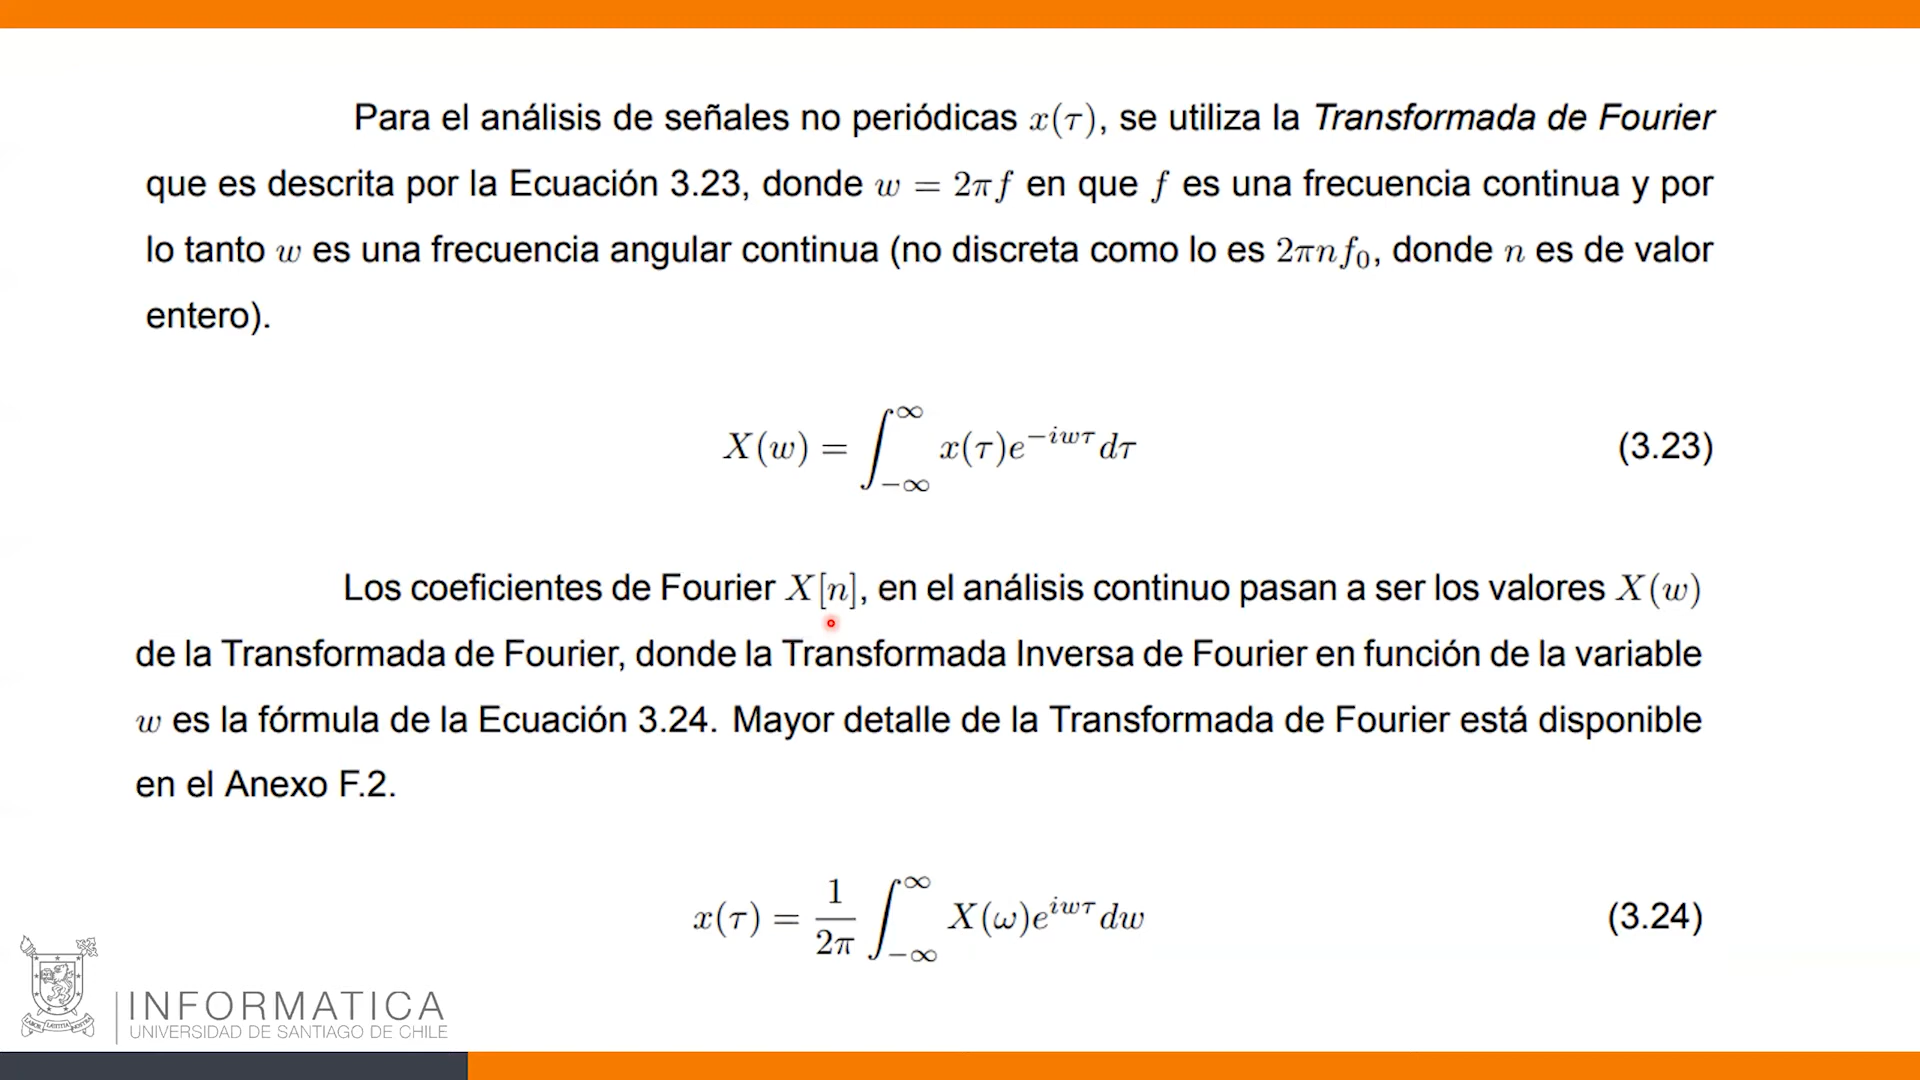 Para el análisis de señales no periódicas x(τ), se utiliza la Transformada de Fourier
que es descrita por la Ecuación 3.23, donde w = 2πf en que f es una frecuencia continua y por
lo tanto w es una frecuencia angular continua (no discreta como lo es 2πnf₀, donde n es de valor
entero).
X(w) = ∫_{-∞}^{∞} x(τ)e^{-iwτ}dτ (3.23)
Los coeficientes de Fourier X[n], en el análisis continuo pasan a ser los valores X(w)
de la Transformada de Fourier, donde la Transformada Inversa de Fourier en función de la variable
w es la fórmula de la Ecuación 3.24. Mayor detalle de la Transformada de Fourier está disponible
en el Anexo F.2.
x(τ) = \frac{1}{2π} ∫_{-∞}^{∞} X(ω)e^{iwτ}dw (3.24)
LABOR LÆTITIA NOSTRA
INFORMATICA
UNIVERSIDAD DE SANTIAGO DE CHILE